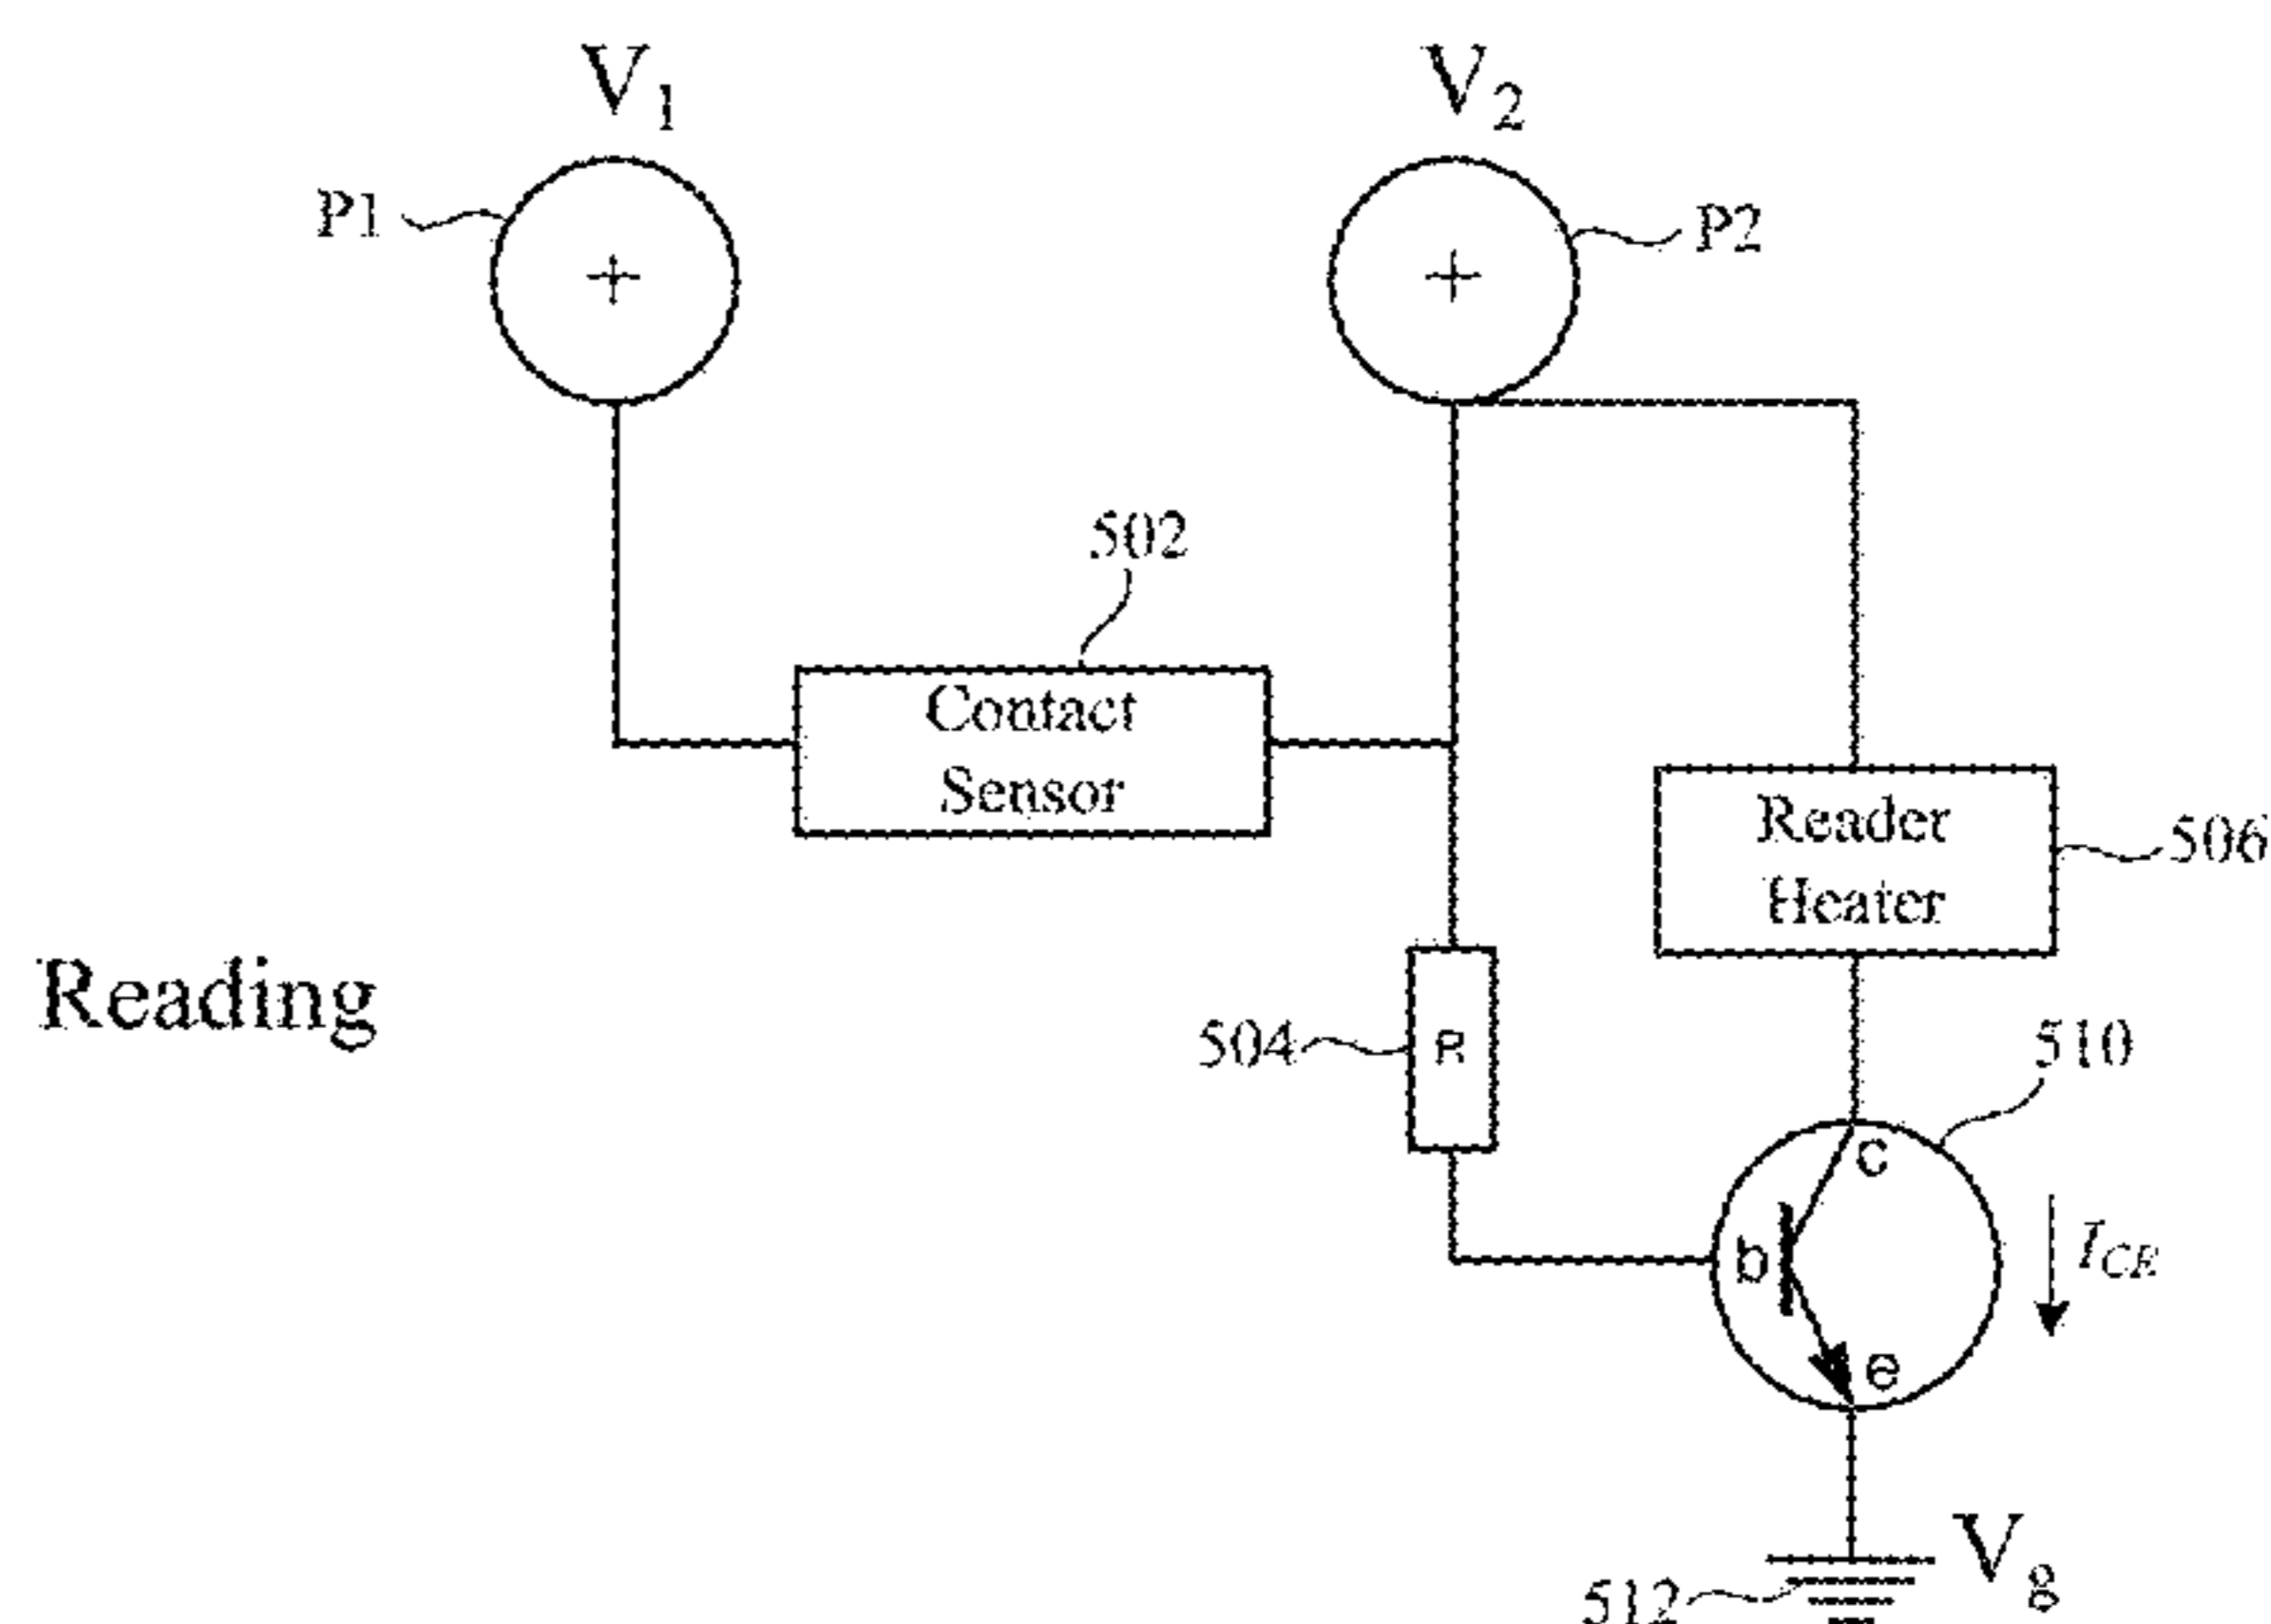 V1
V2
P1
P2
+
+
502
Contact
Sensor
Reader
Heater
506
Reading
504
R
510
c
b
ICE
e
Vg
512